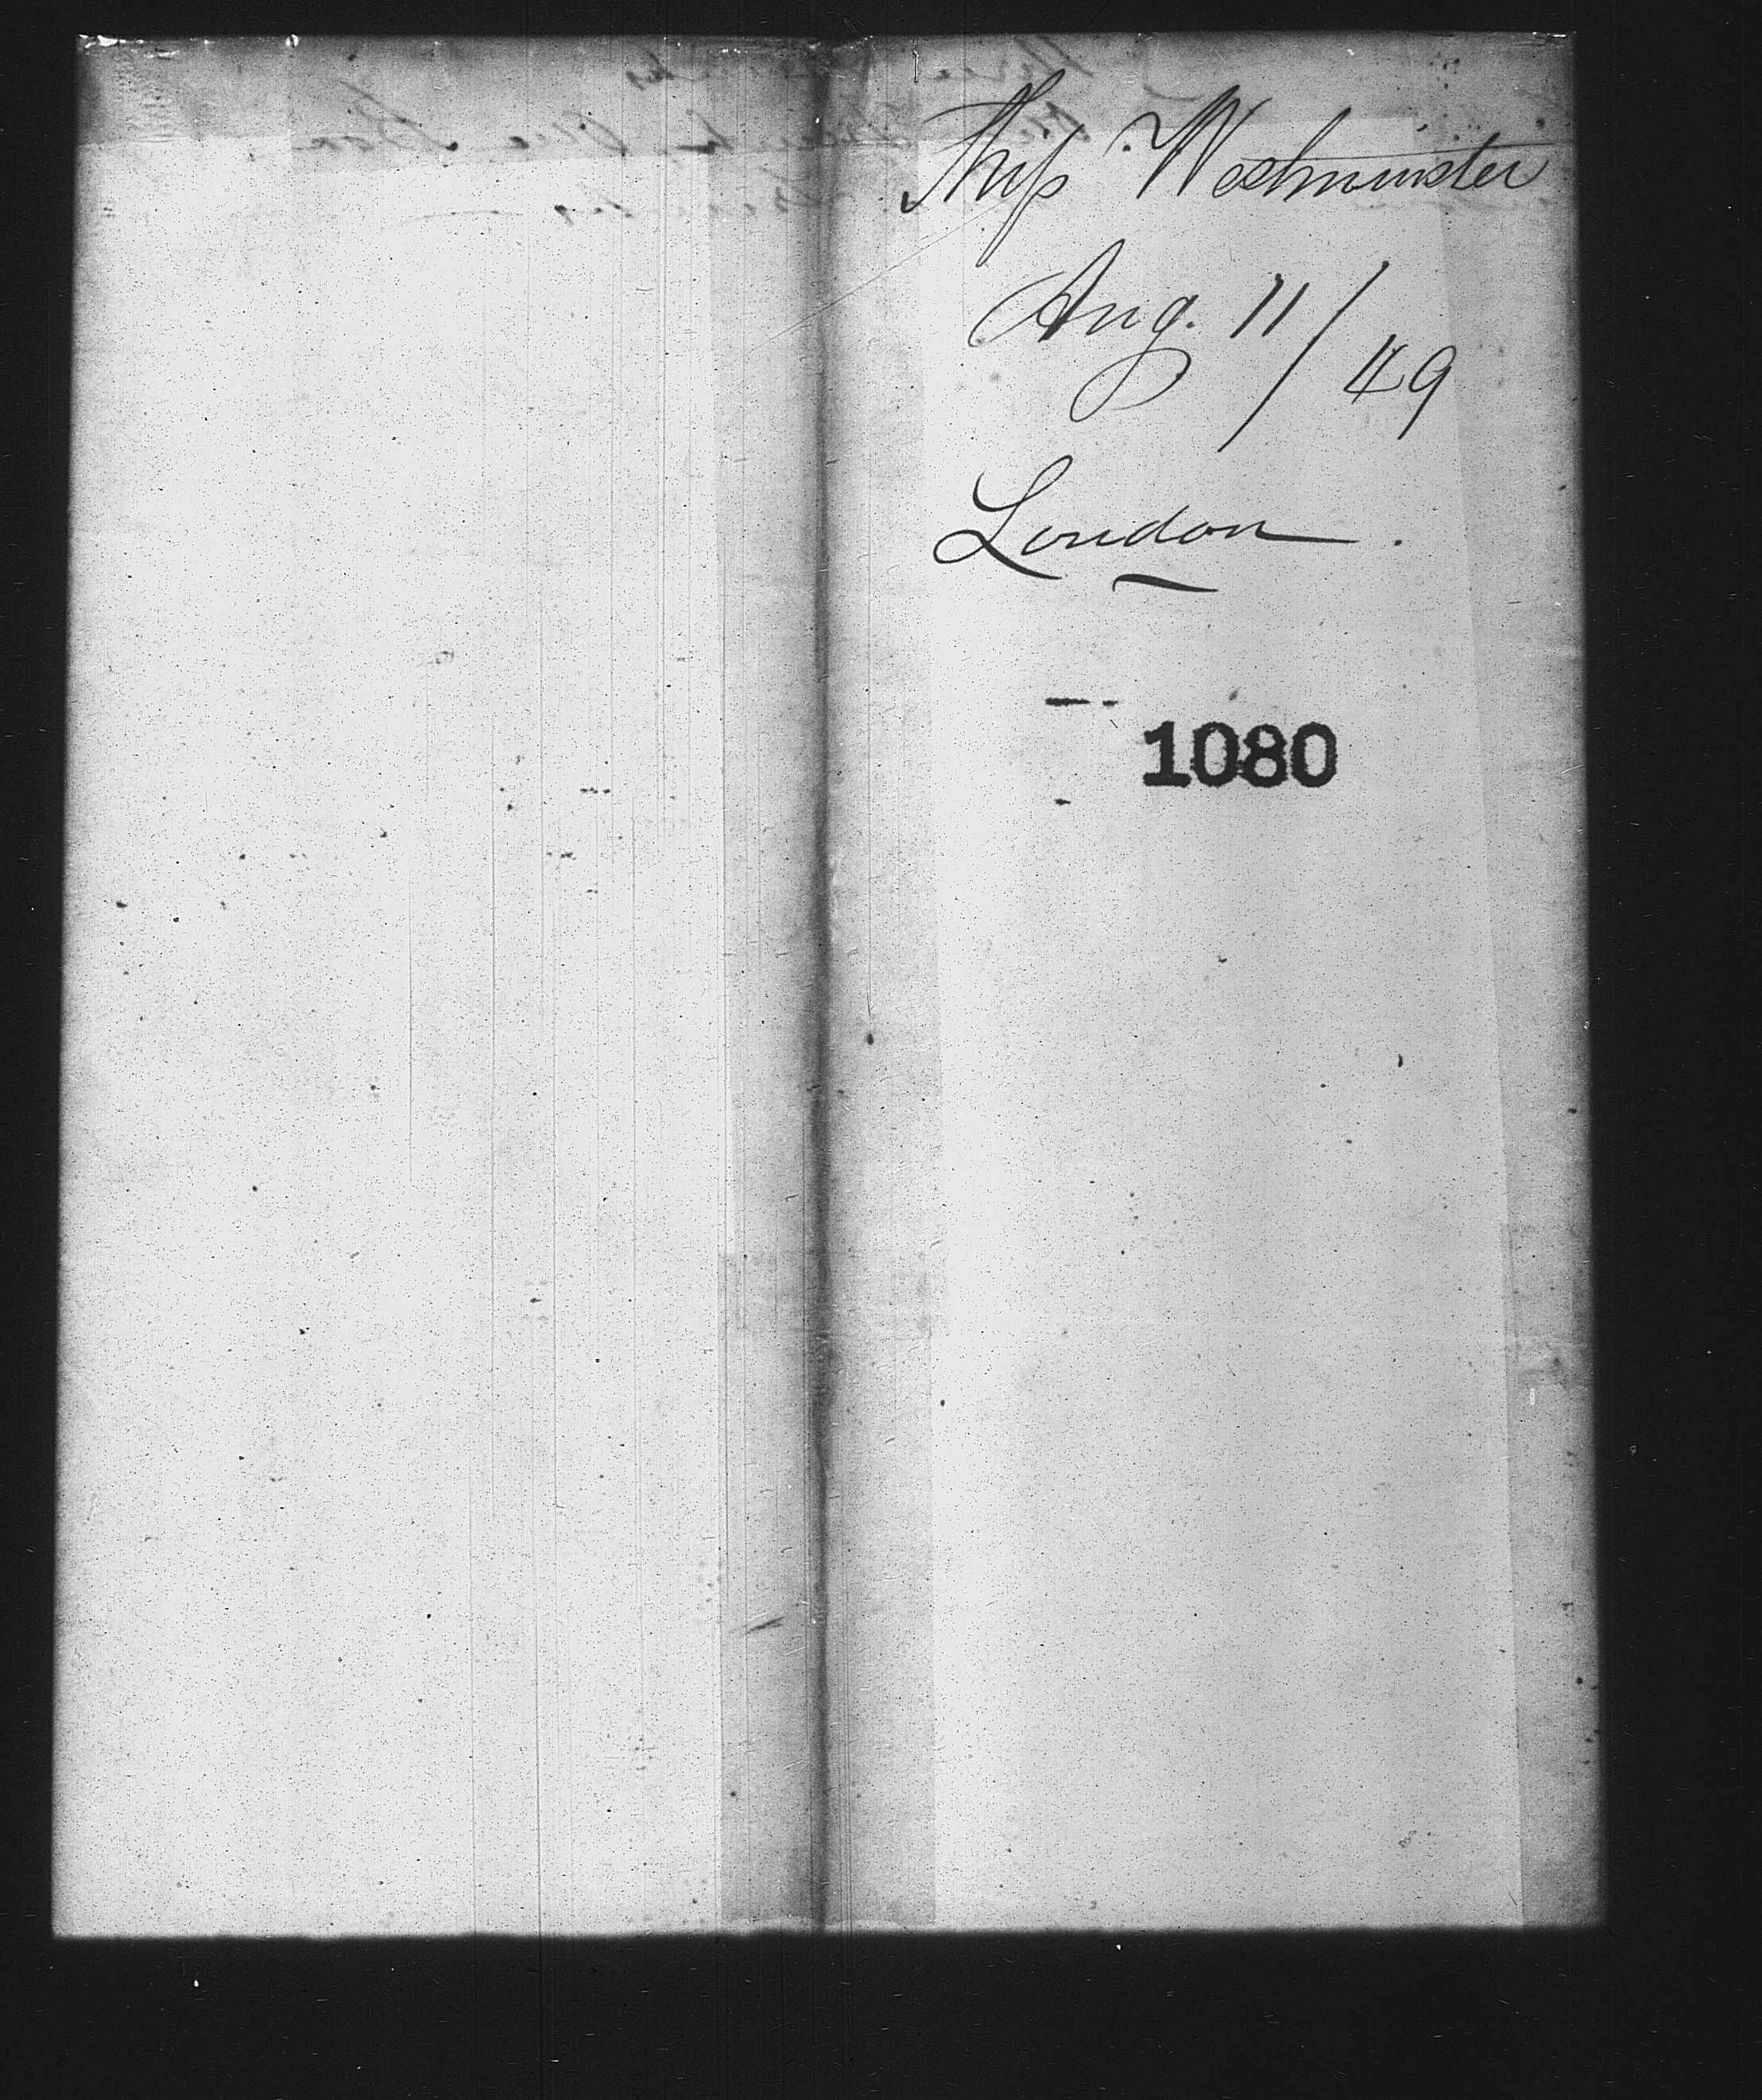 Ship Westminster
Aug. 11/49
London.
1080